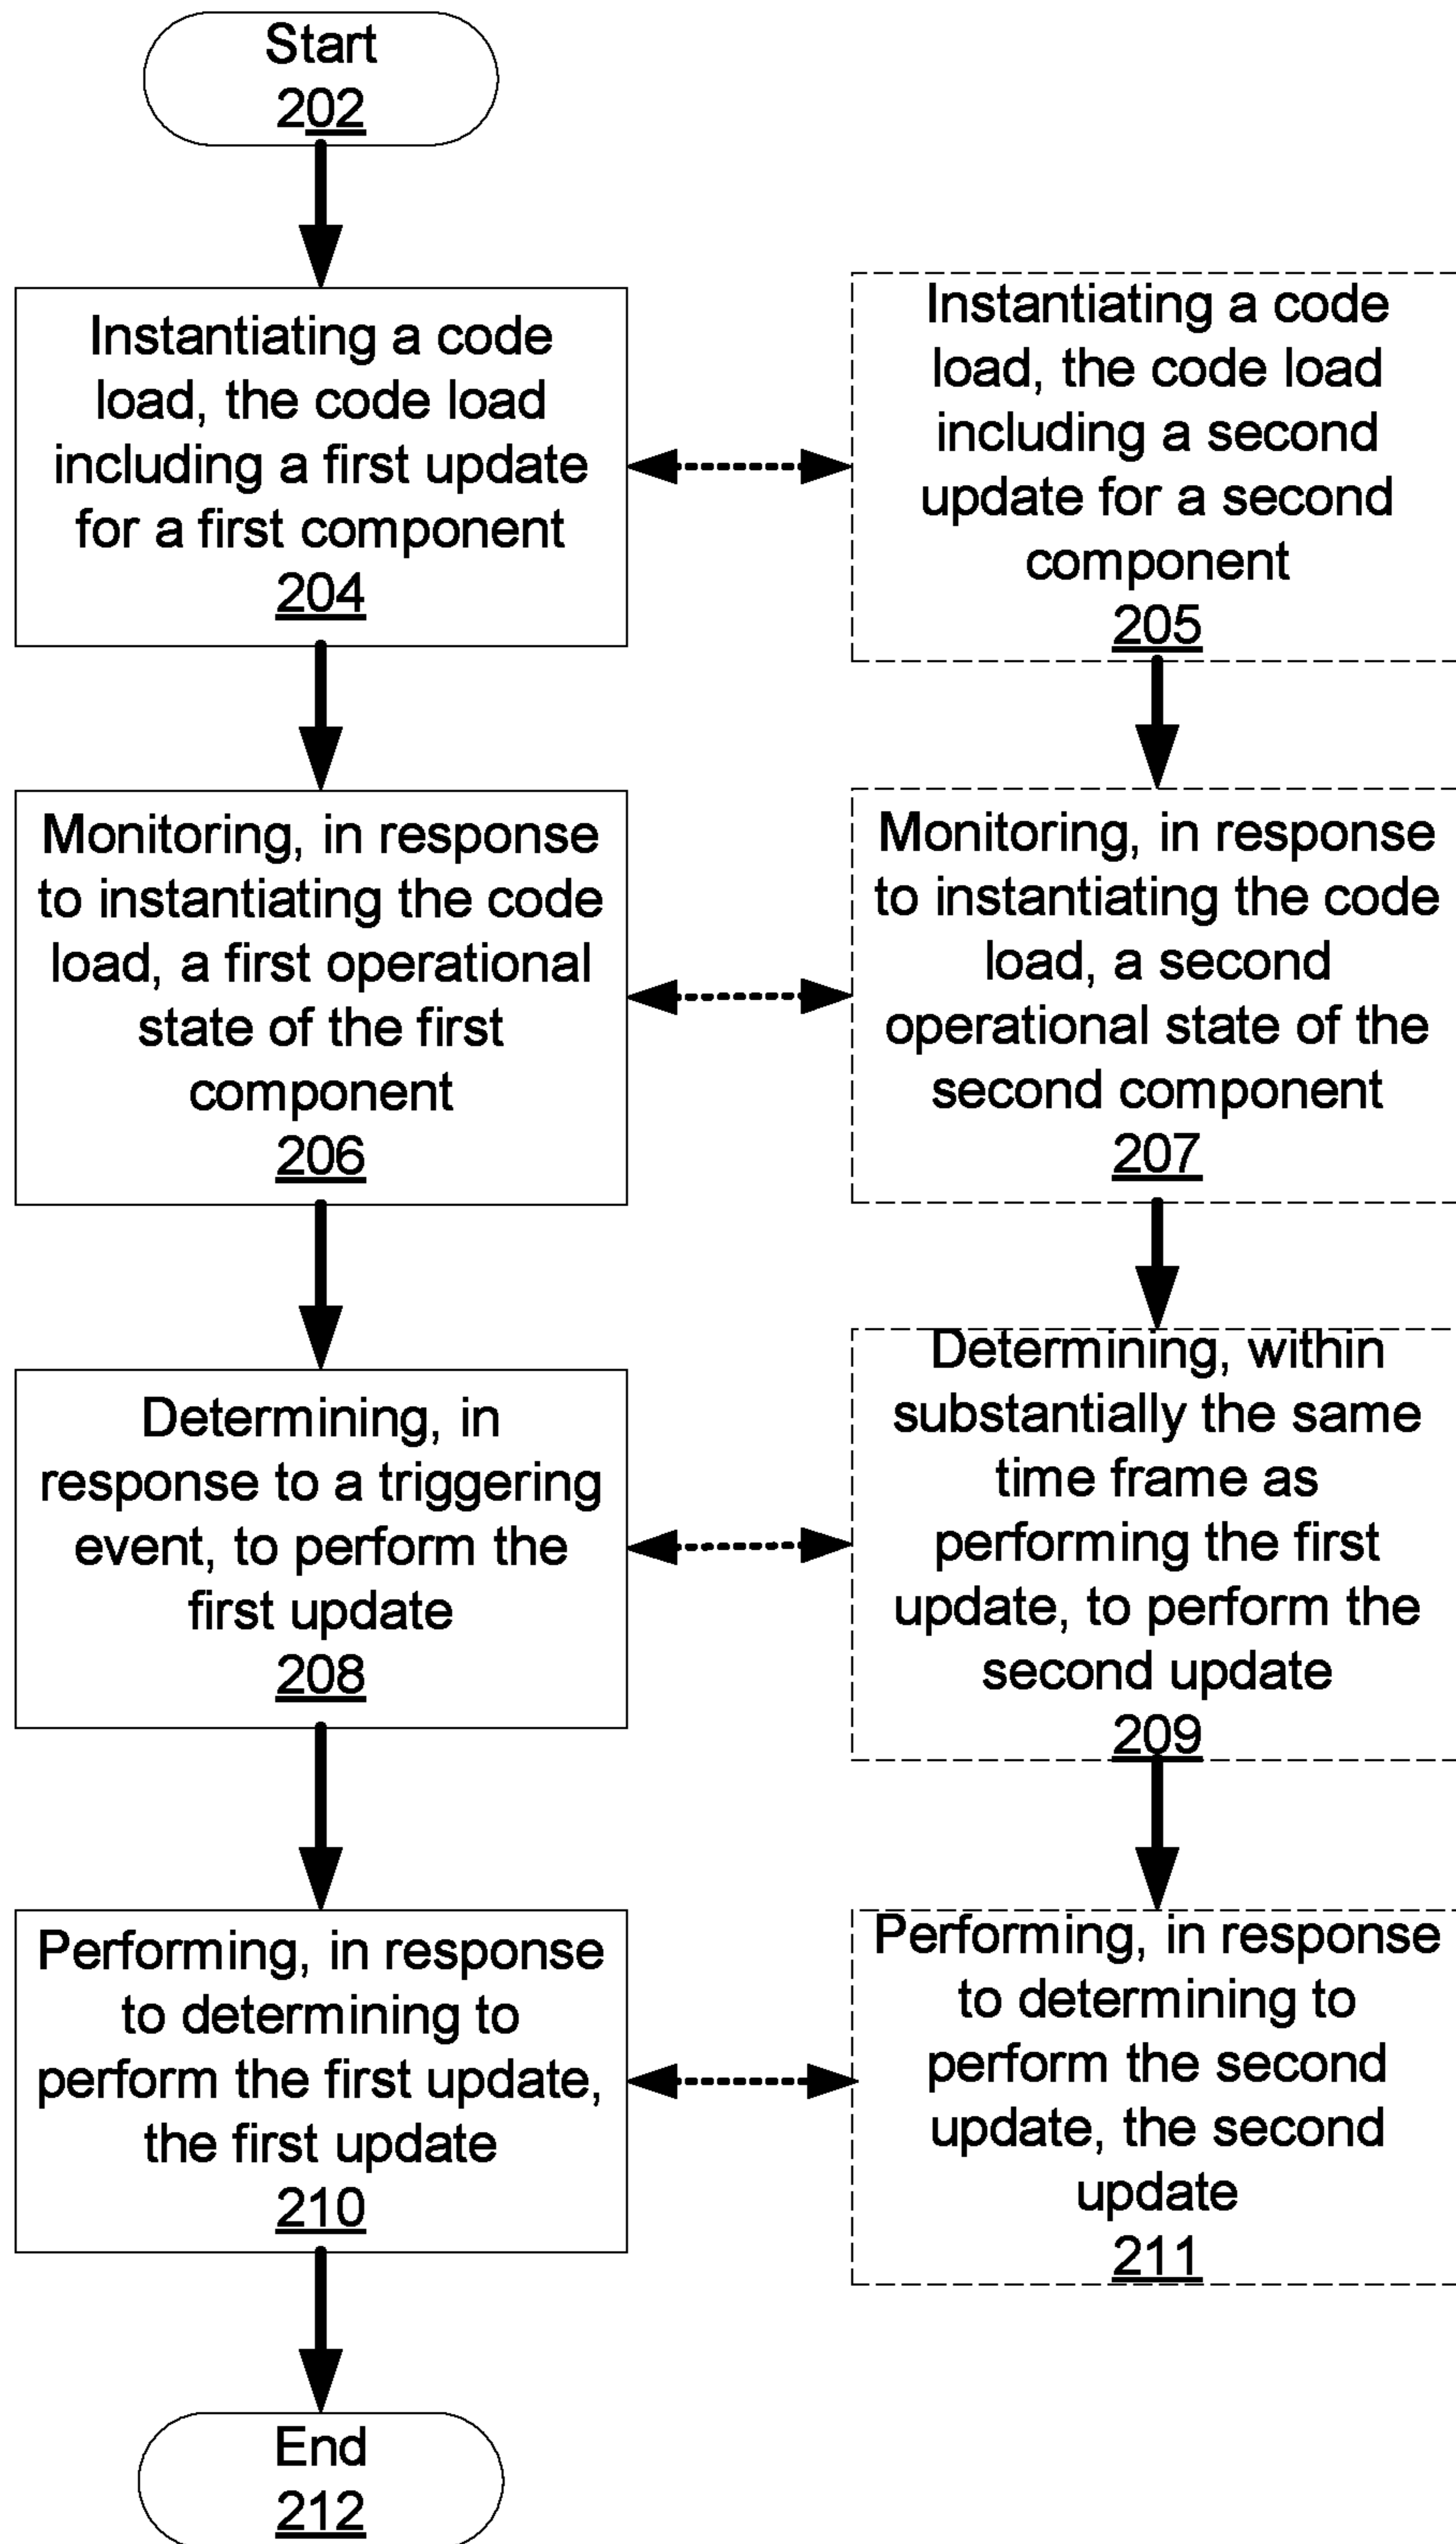 Start
202
Instantiating a code
load, the code load
including a first update
for a first component
204
Instantiating a code
load, the code load
including a second
update for a second
component
205
Monitoring, in response
to instantiating the code
load, a first operational
state of the first
component
206
Monitoring, in response
to instantiating the code
load, a second
operational state of the
second component
207
Determining, in
response to a triggering
event, to perform the
first update
208
Determining, within
substantially the same
time frame as
performing the first
update, to perform the
second update
209
Performing, in response
to determining to
perform the first update,
the first update
210
Performing, in response
to determining to
perform the second
update, the second
update
211
End
212